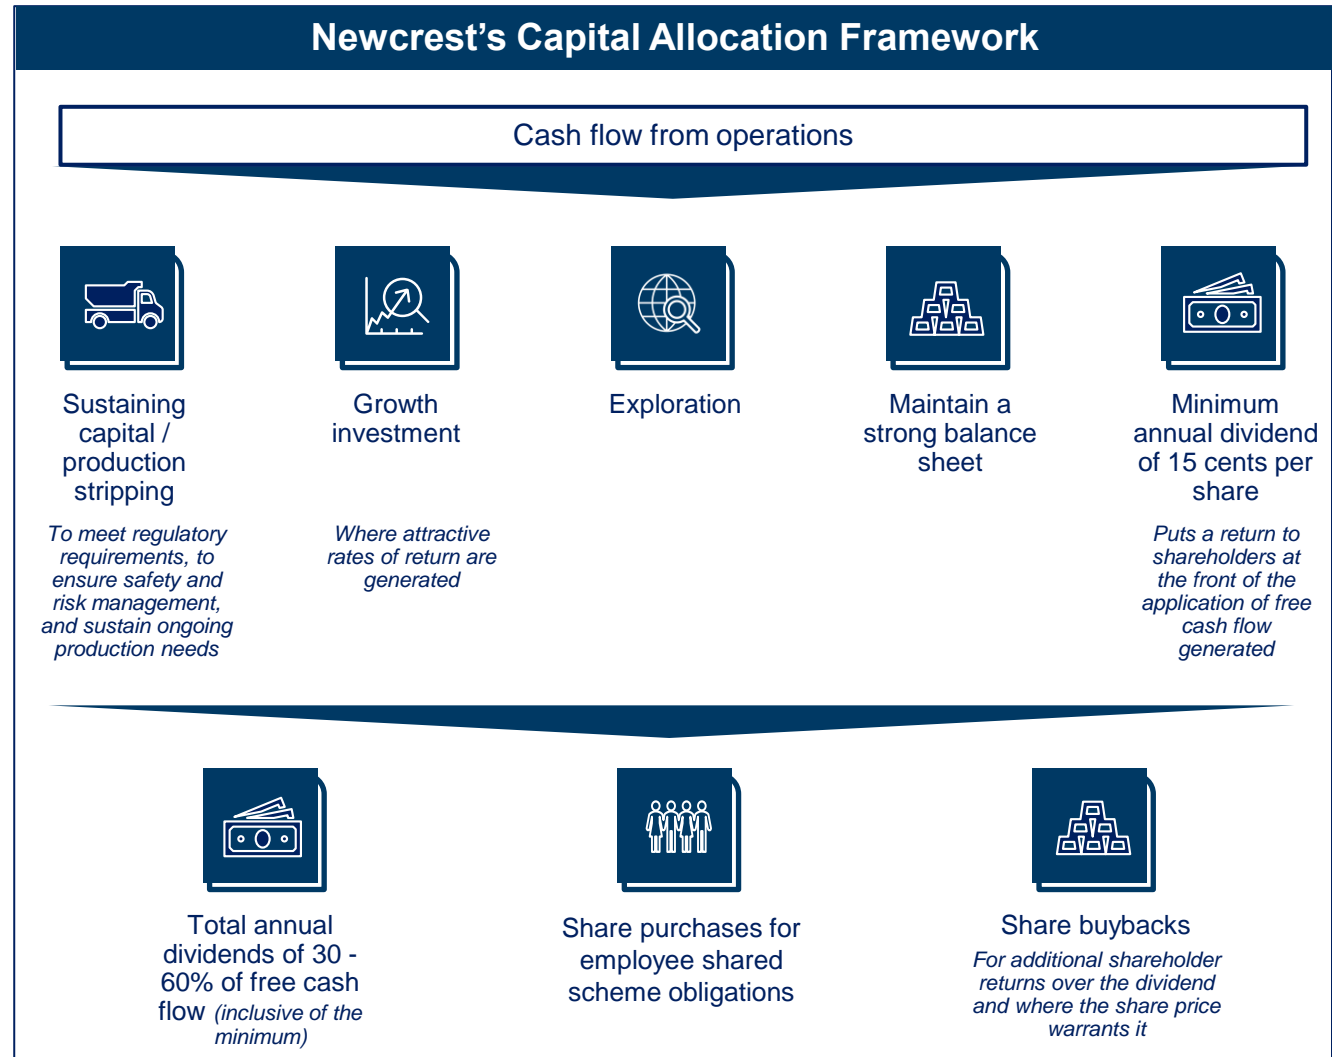 Newcrest’s Capital Allocation Framework
Cash flow from operations
Sustaining
capital /
production
stripping
To meet regulatory
requirements, to
ensure safety and
risk management,
and sustain ongoing
production needs
Growth
investment
Where attractive
rates of return are
generated
Exploration
Maintain a
strong balance
sheet
Minimum
annual dividend
of 15 cents per
share
Puts a return to
shareholders at
the front of the
application of free
cash flow
generated
Total annual
dividends of 30 -
60% of free cash
flow (inclusive of the
minimum)
Share purchases for
employee shared
scheme obligations
Share buybacks
For additional shareholder
returns over the dividend
and where the share price
warrants it